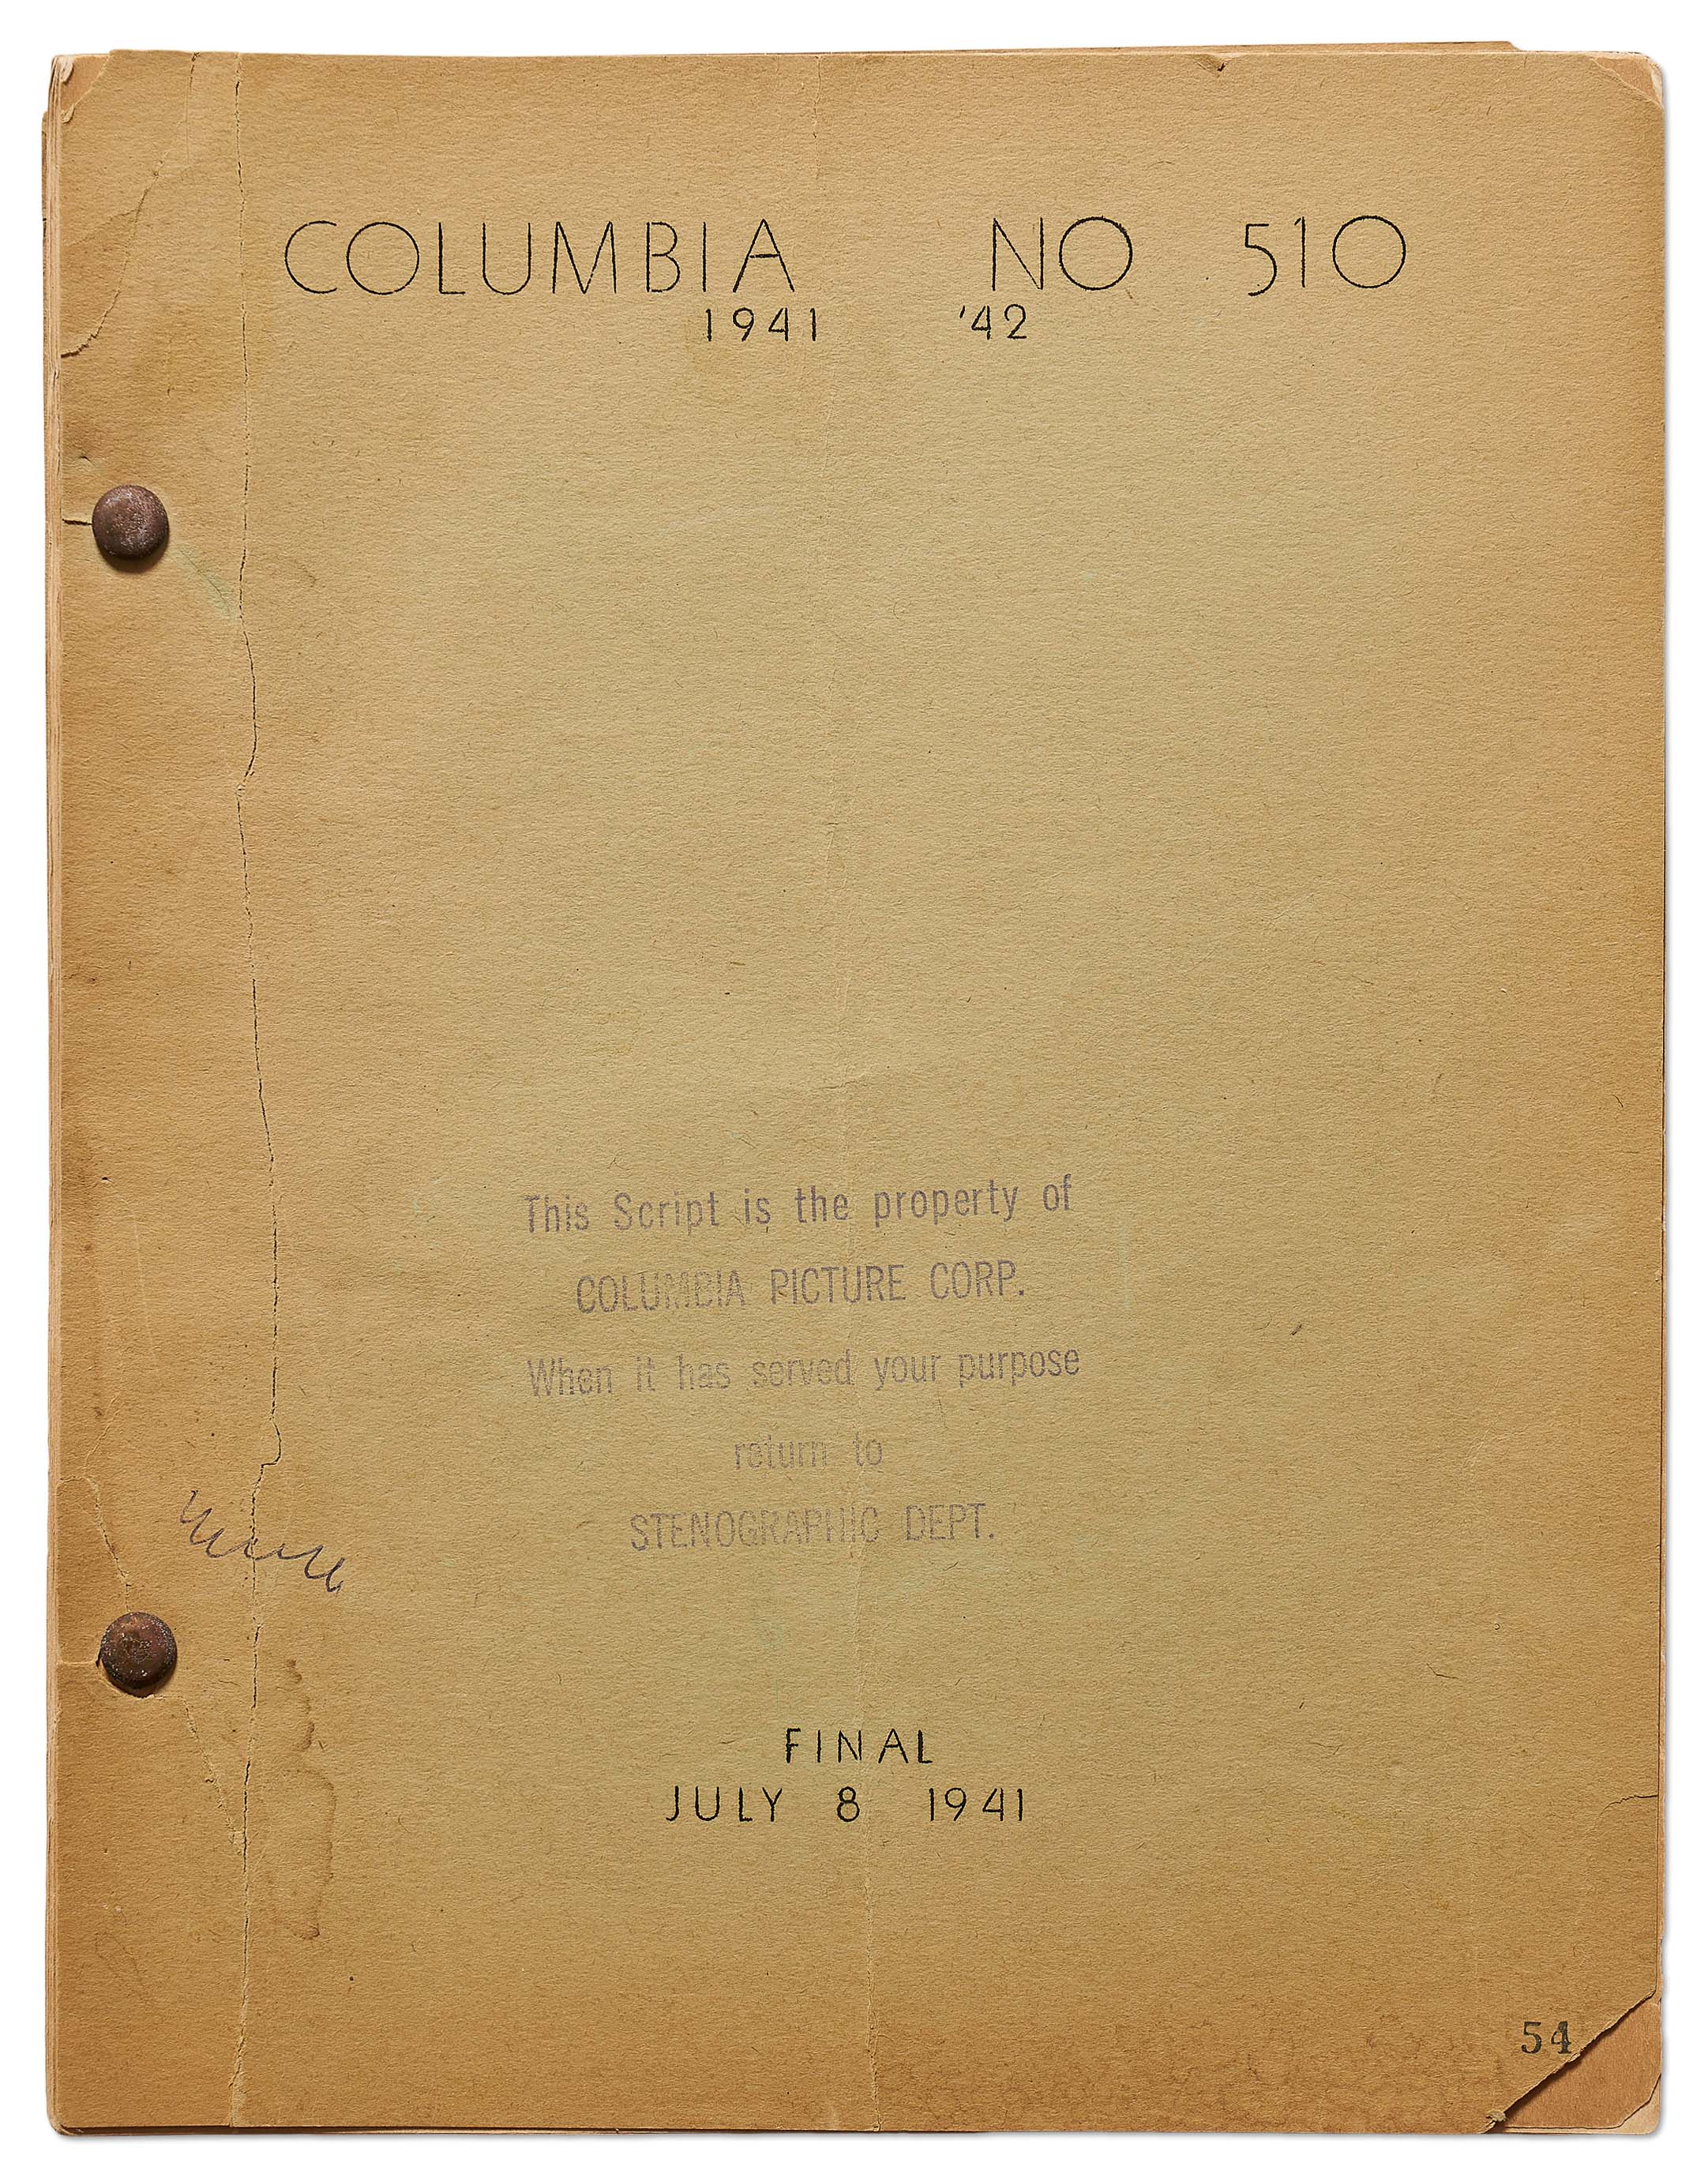 COLUMBIA NO 510
1941 '42
This Script is the property of
COLUMBIA PICTURE CORP.
When it has served your purpose
return to
STENOGRAPHIC DEPT.
FINAL
JULY 8 1941
54